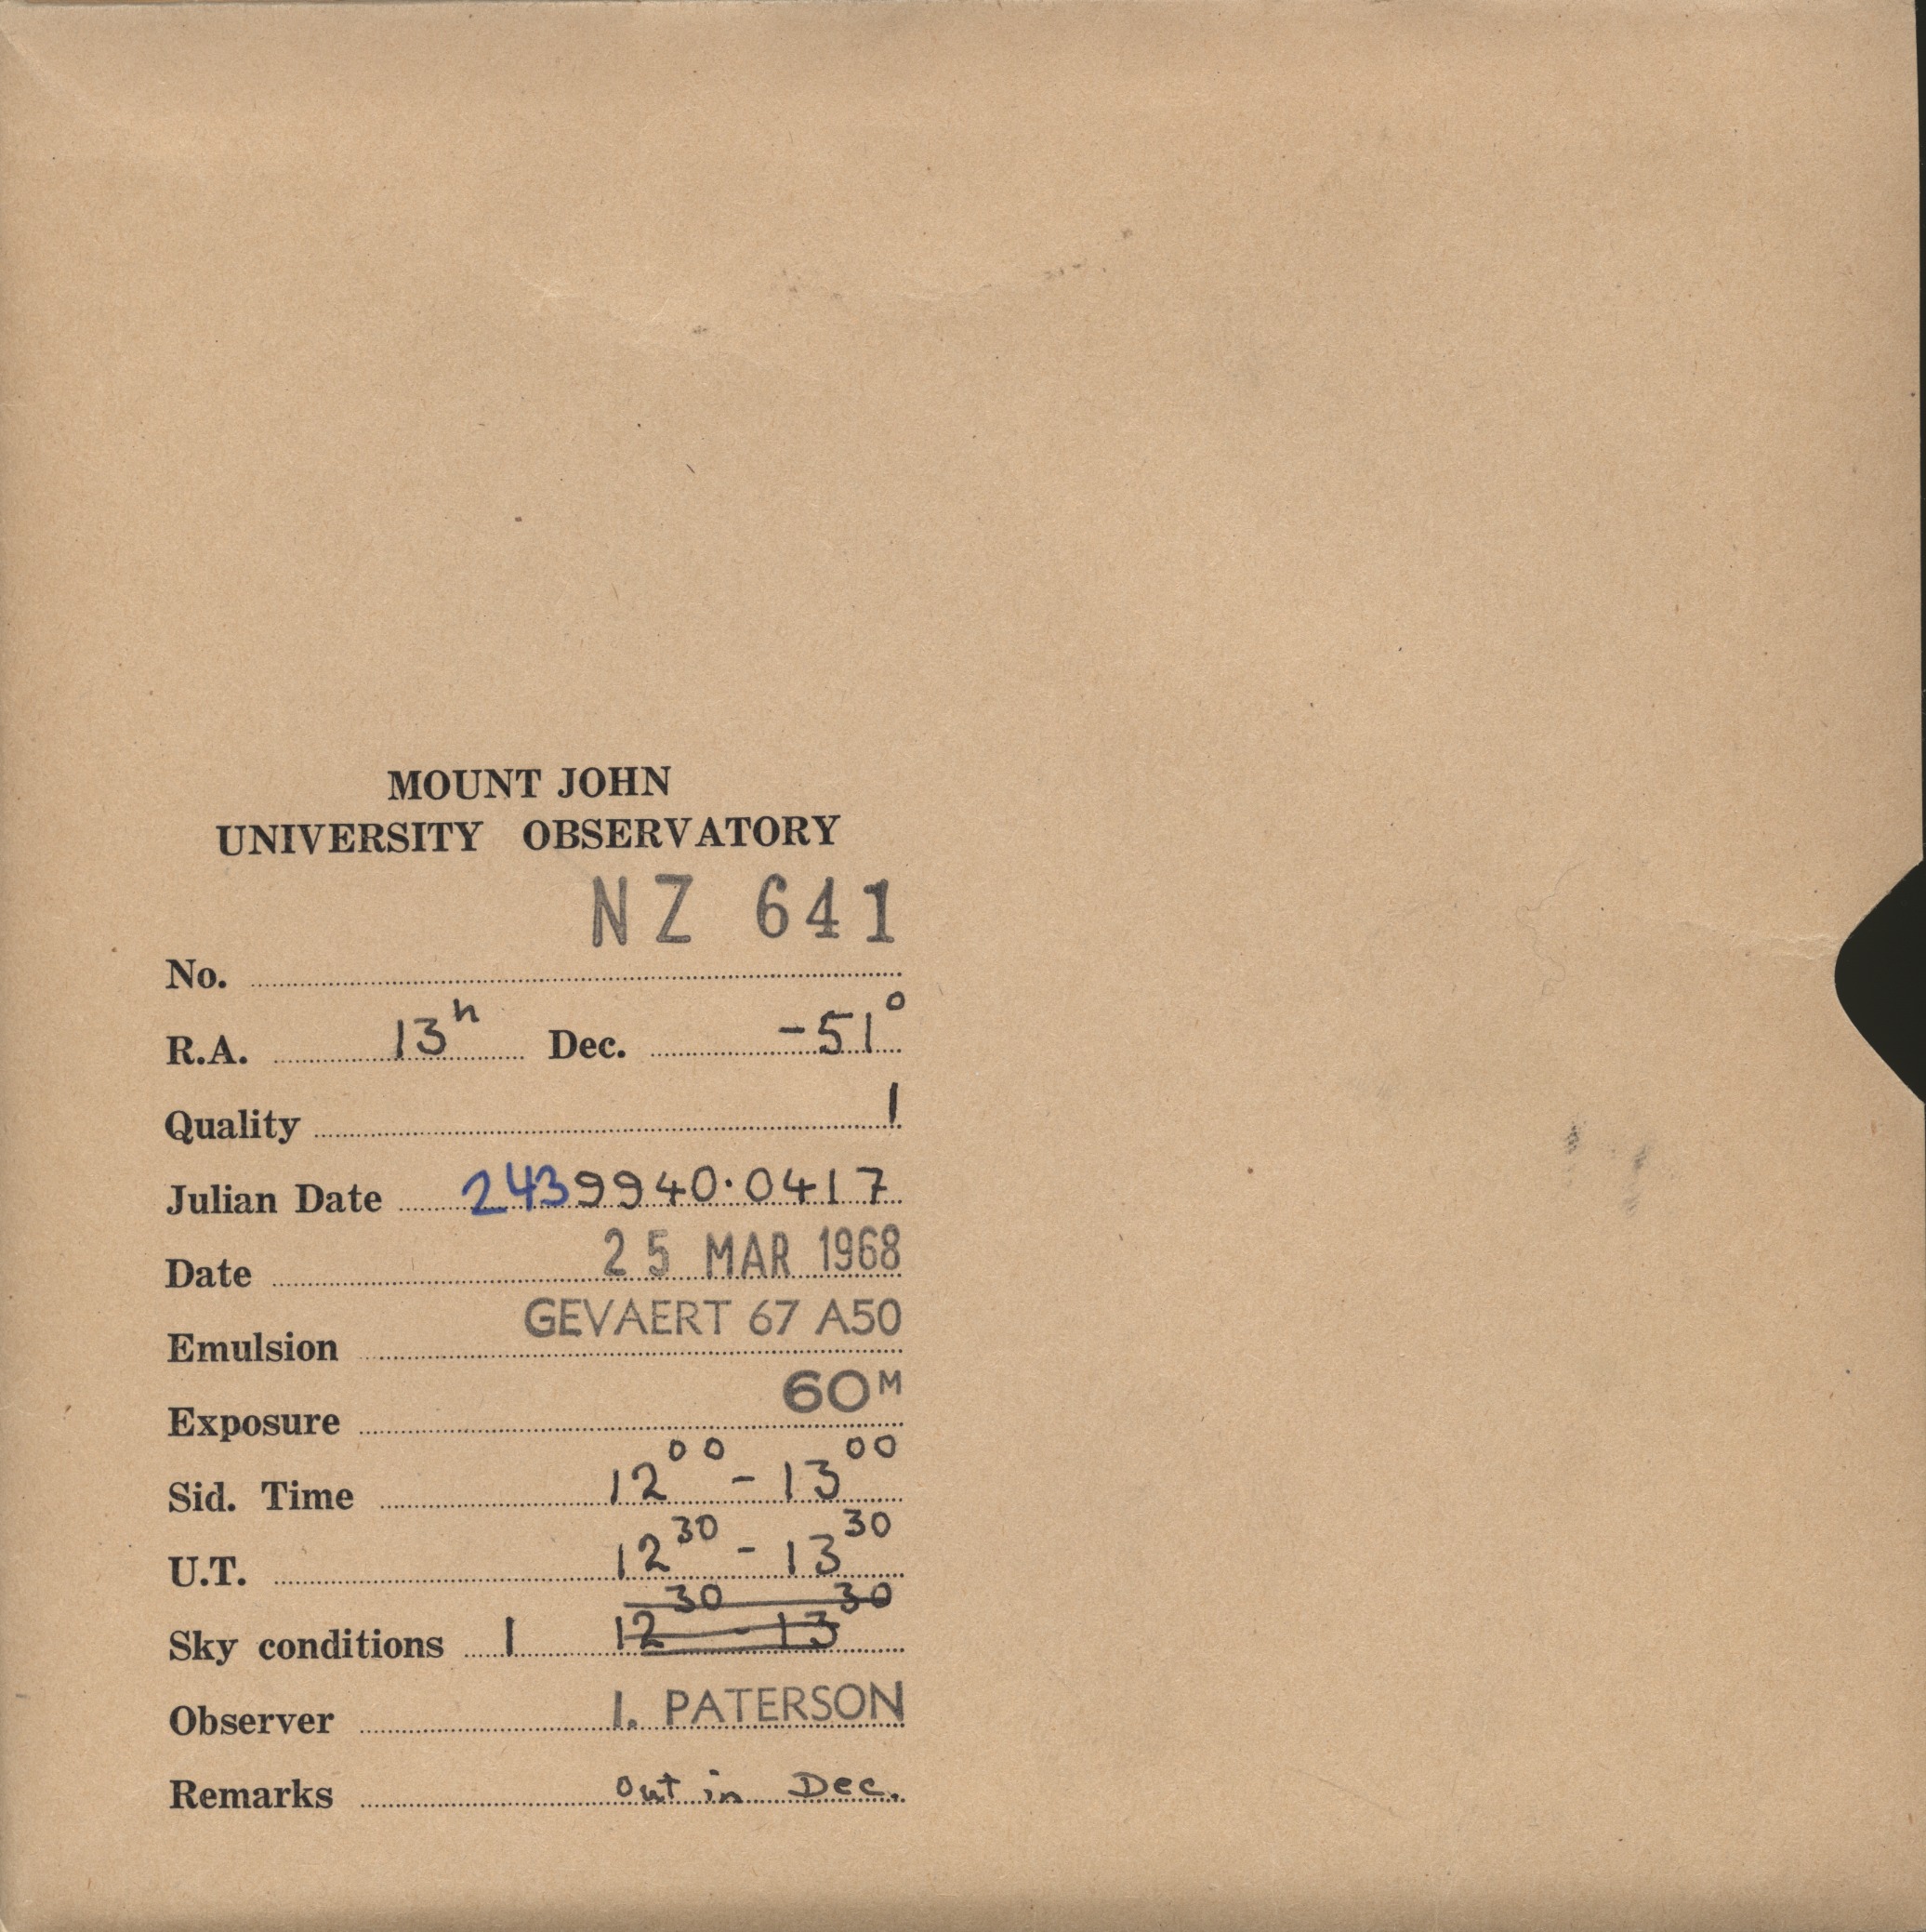 MOUNT JOHN
UNIVERSITY OBSERVATORY
No. NZ 641
R.A. 13ʰ Dec. -51°
Quality 1
Julian Date 2439940·0417
Date 25 MAR 1968
Emulsion GEVAERT 67 A50
Exposure 60ᴹ
Sid. Time 12⁰⁰ - 13⁰⁰
U.T. 12³⁰ - 13³⁰
Sky conditions 1 12³⁰ - 13³⁰
Observer I. PATERSON
Remarks Out in Dec.